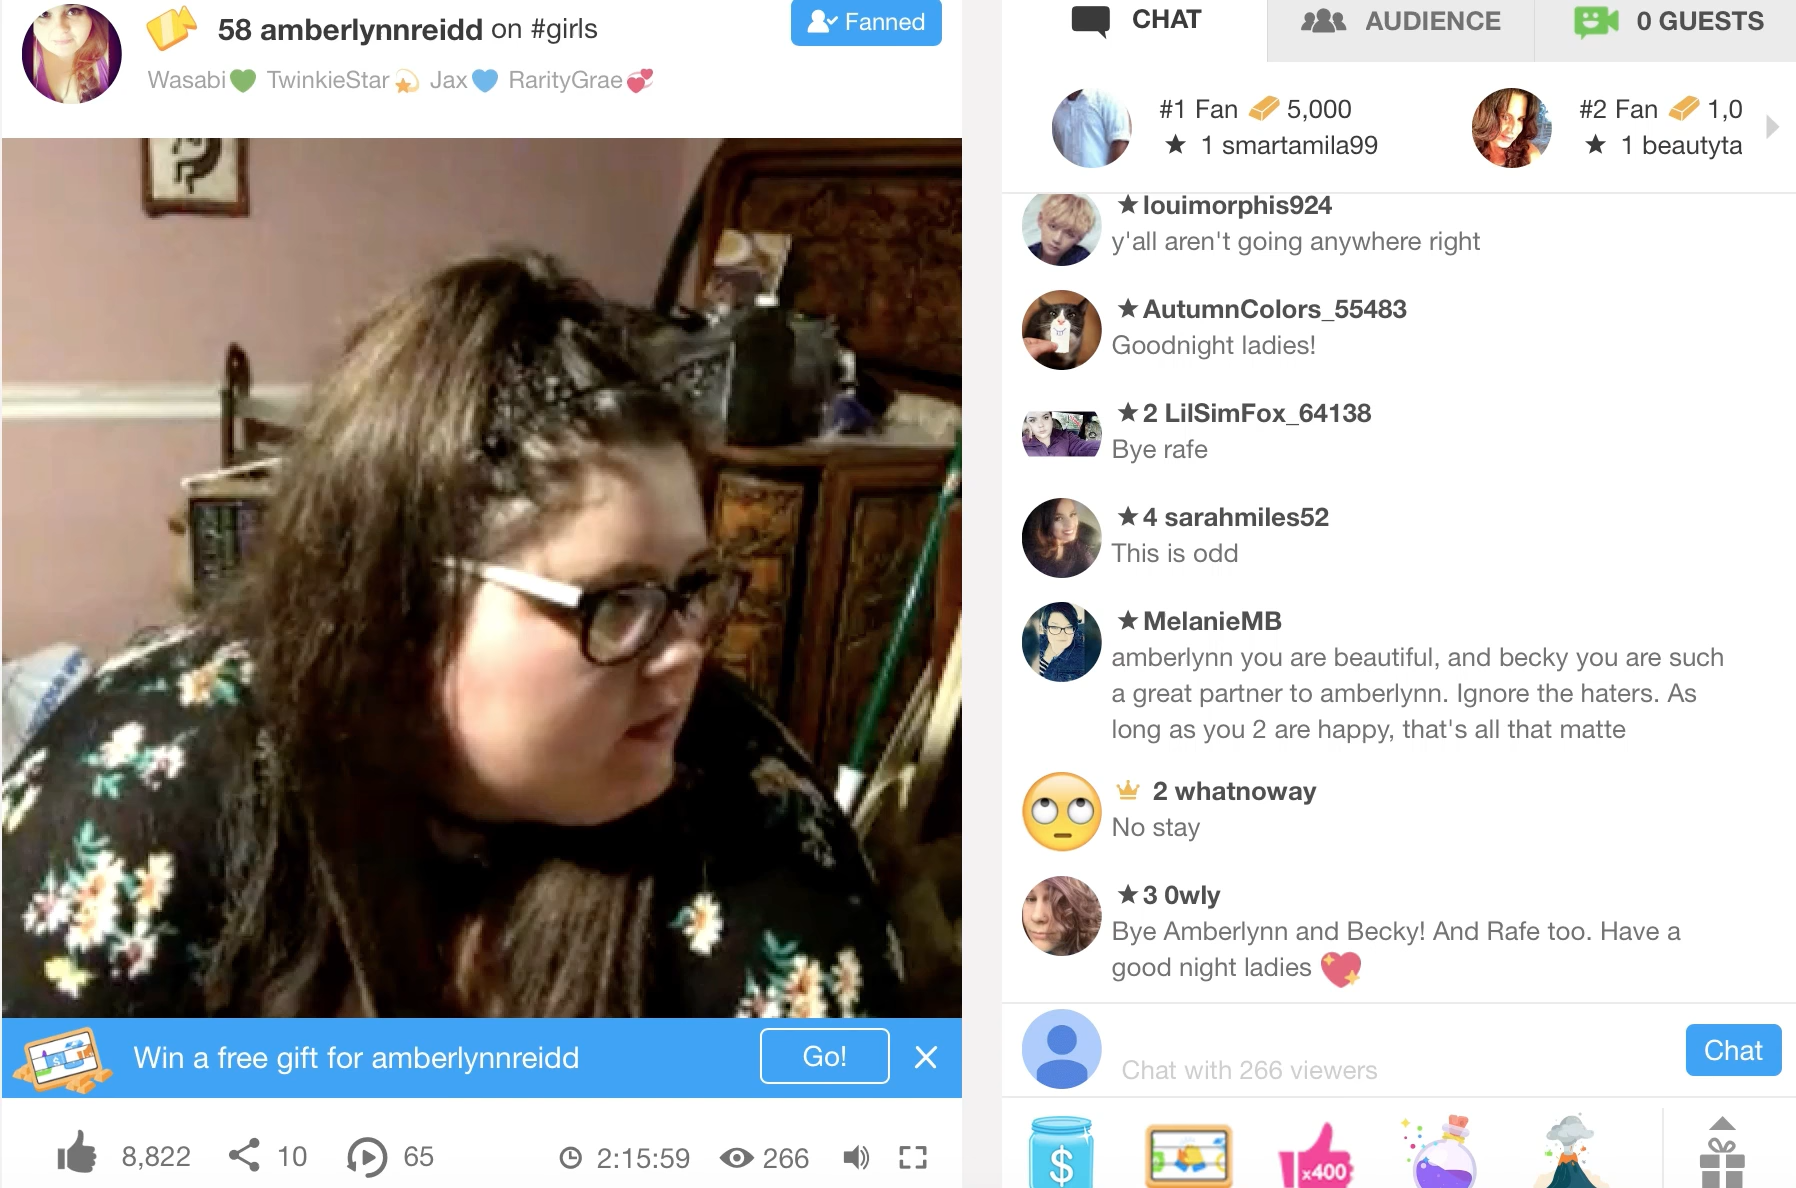 58 amberlynnreidd on #girls
Fanned
Wasabi💚 TwinkieStar💫 Jax💙 RarityGrae💞
Win a free gift for amberlynnreidd
Go!
8,822
10
65
2:15:59
266
CHAT
AUDIENCE
0 GUESTS
#1 Fan 5,000
★ 1 smartamila99
#2 Fan 1,0
★ 1 beautyta
★louimorphis924
y'all aren't going anywhere right
★AutumnColors_55483
Goodnight ladies!
★2 LilSimFox_64138
Bye rafe
★4 sarahmiles52
This is odd
★MelanieMB
amberlynn you are beautiful, and becky you are such
a great partner to amberlynn. Ignore the haters. As
long as you 2 are happy, that's all that matte
2 whatnoway
No stay
★3 0wly
Bye Amberlynn and Becky! And Rafe too. Have a
good night ladies 💖
Chat with 266 viewers
Chat
$
x400